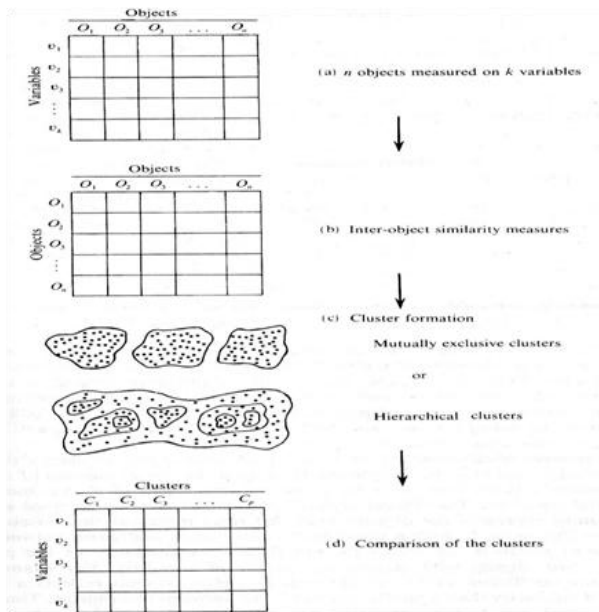 Objects
O₁ O₂ O₃ ... Oₙ
Variables
v₁
v₂
v₃
...
vₖ
(a) n objects measured on k variables
Objects
O₁ O₂ O₃ ... Oₙ
Objects
O₁
O₂
O₃
...
Oₙ
(b) Inter-object similarity measures
(c) Cluster formation
Mutually exclusive clusters
or
Hierarchical clusters
Clusters
C₁ C₂ C₃ ... Cₚ
Variables
v₁
v₂
v₃
...
vₖ
(d) Comparison of the clusters